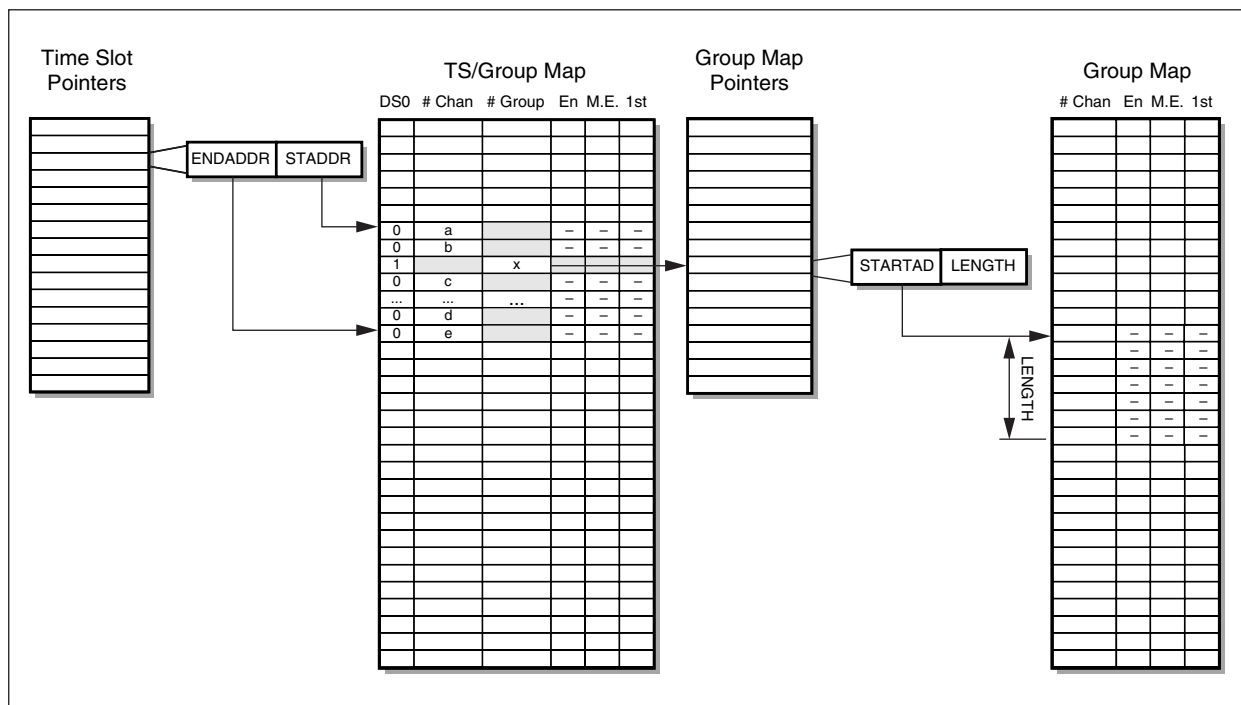 Time Slot
Pointers
TS/Group Map
Group Map
Pointers
Group Map
DS0 # Chan # Group En M.E. 1st
# Chan En M.E. 1st
ENDADDR STADDR
0 a – – –
0 b – – –
1 x
0 c – – –
... ... ... – – –
0 d – – –
0 e – – –
STARTAD LENGTH
– – –
– – –
– – –
– – –
– – –
– – –
– – –
LENGTH